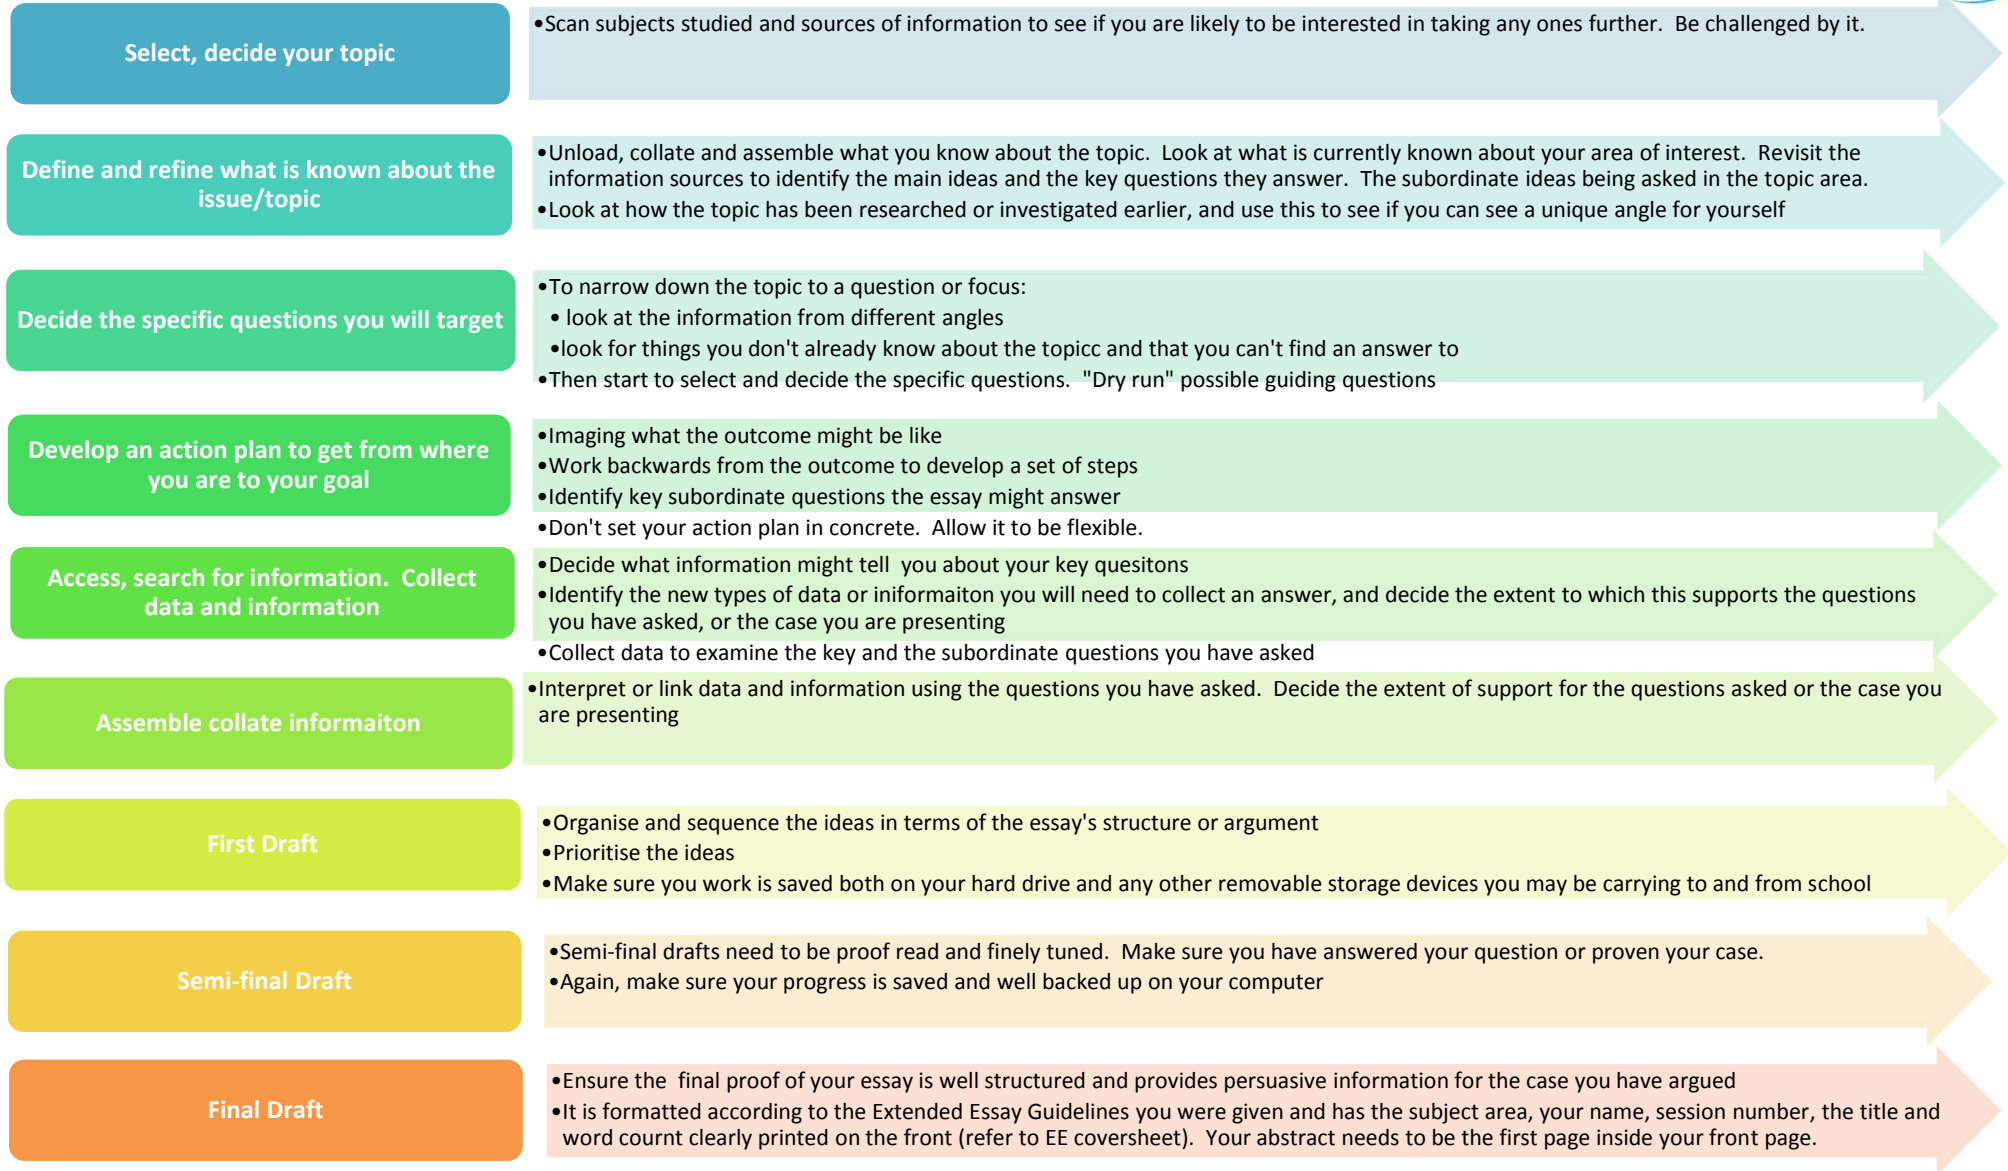 Select, decide your topic
•Scan subjects studied and sources of information to see if you are likely to be interested in taking any ones further.  Be challenged by it.
Define and refine what is known about the
issue/topic
•Unload, collate and assemble what you know about the topic.  Look at what is currently known about your area of interest.  Revisit the
information sources to identify the main ideas and the key questions they answer.  The subordinate ideas being asked in the topic area.
•Look at how the topic has been researched or investigated earlier, and use this to see if you can see a unique angle for yourself
Decide the specific questions you will target
•To narrow down the topic to a question or focus:
• look at the information from different angles
•look for things you don't already know about the topicc and that you can't find an answer to
•Then start to select and decide the specific questions.  "Dry run" possible guiding questions
Develop an action plan to get from where
you are to your goal
•Imaging what the outcome might be like
•Work backwards from the outcome to develop a set of steps
•Identify key subordinate questions the essay might answer
•Don't set your action plan in concrete.  Allow it to be flexible.
Access, search for information.  Collect
data and information
•Decide what information might tell  you about your key quesitons
•Identify the new types of data or iniformaiton you will need to collect an answer, and decide the extent to which this supports the questions
you have asked, or the case you are presenting
•Collect data to examine the key and the subordinate questions you have asked
Assemble collate informaiton
•Interpret or link data and information using the questions you have asked.  Decide the extent of support for the questions asked or the case you
are presenting
First Draft
•Organise and sequence the ideas in terms of the essay's structure or argument
•Prioritise the ideas
•Make sure you work is saved both on your hard drive and any other removable storage devices you may be carrying to and from school
Semi-final Draft
•Semi-final drafts need to be proof read and finely tuned.  Make sure you have answered your question or proven your case.
•Again, make sure your progress is saved and well backed up on your computer
Final Draft
•Ensure the  final proof of your essay is well structured and provides persuasive information for the case you have argued
•It is formatted according to the Extended Essay Guidelines you were given and has the subject area, your name, session number, the title and
word cournt clearly printed on the front (refer to EE coversheet).  Your abstract needs to be the first page inside your front page.